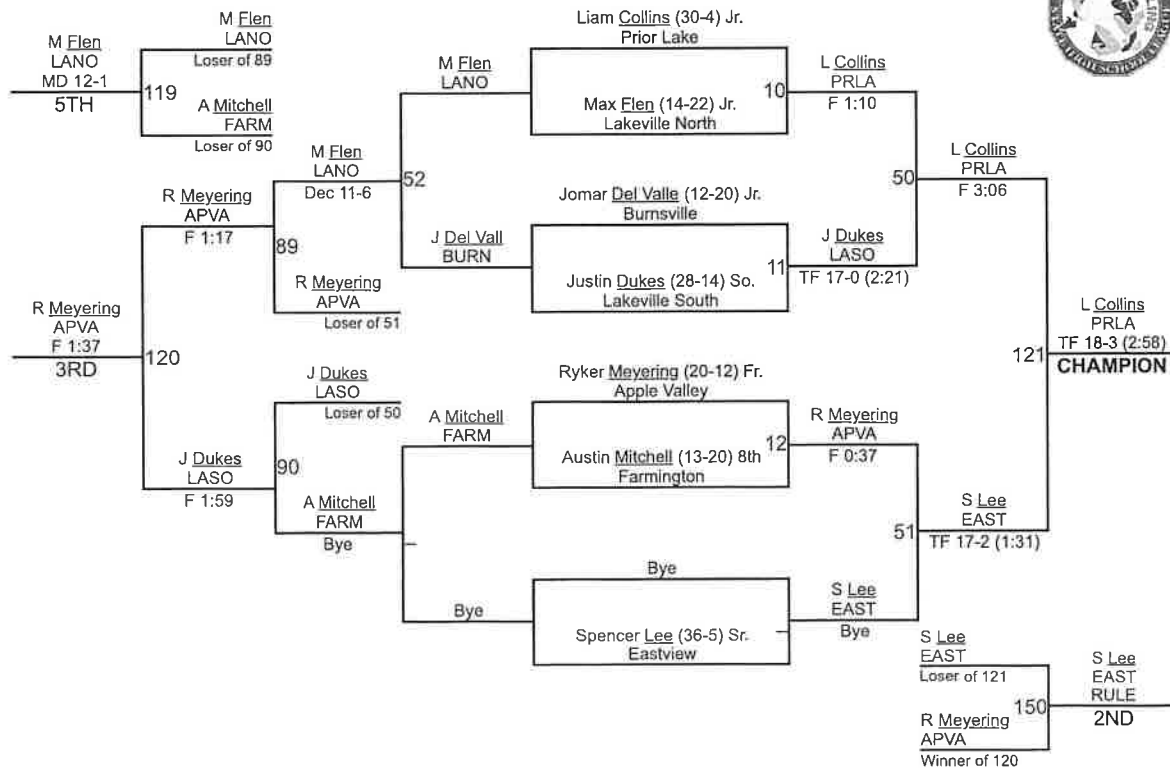 M Flen
LANO
Loser of 89
M Flen
LANO
MD 12-1
5TH
119
A Mitchell
FARM
Loser of 90
M Flen
LANO
Dec 11-6
R Meyering
APVA
F 1:17
89
R Meyering
APVA
Loser of 51
R Meyering
APVA
F 1:37
3RD
120
J Dukes
LASO
Loser of 50
J Dukes
LASO
F 1:59
90
A Mitchell
FARM
Bye
M Flen
LANO
52
J Del Vall
BURN
A Mitchell
FARM
Bye
Liam Collins (30-4) Jr.
Prior Lake
10
Max Flen (14-22) Jr.
Lakeville North
Jomar Del Valle (12-20) Jr.
Burnsville
11
Justin Dukes (28-14) So.
Lakeville South
Ryker Meyering (20-12) Fr.
Apple Valley
12
Austin Mitchell (13-20) 8th
Farmington
Bye
Spencer Lee (36-5) Sr.
Eastview
L Collins
PRLA
F 1:10
50
J Dukes
LASO
TF 17-0 (2:21)
R Meyering
APVA
F 0:37
51
S Lee
EAST
Bye
L Collins
PRLA
F 3:06
121
S Lee
EAST
TF 17-2 (1:31)
L Collins
PRLA
TF 18-3 (2:58)
CHAMPION
S Lee
EAST
Loser of 121
150
R Meyering
APVA
Winner of 120
S Lee
EAST
RULE
2ND